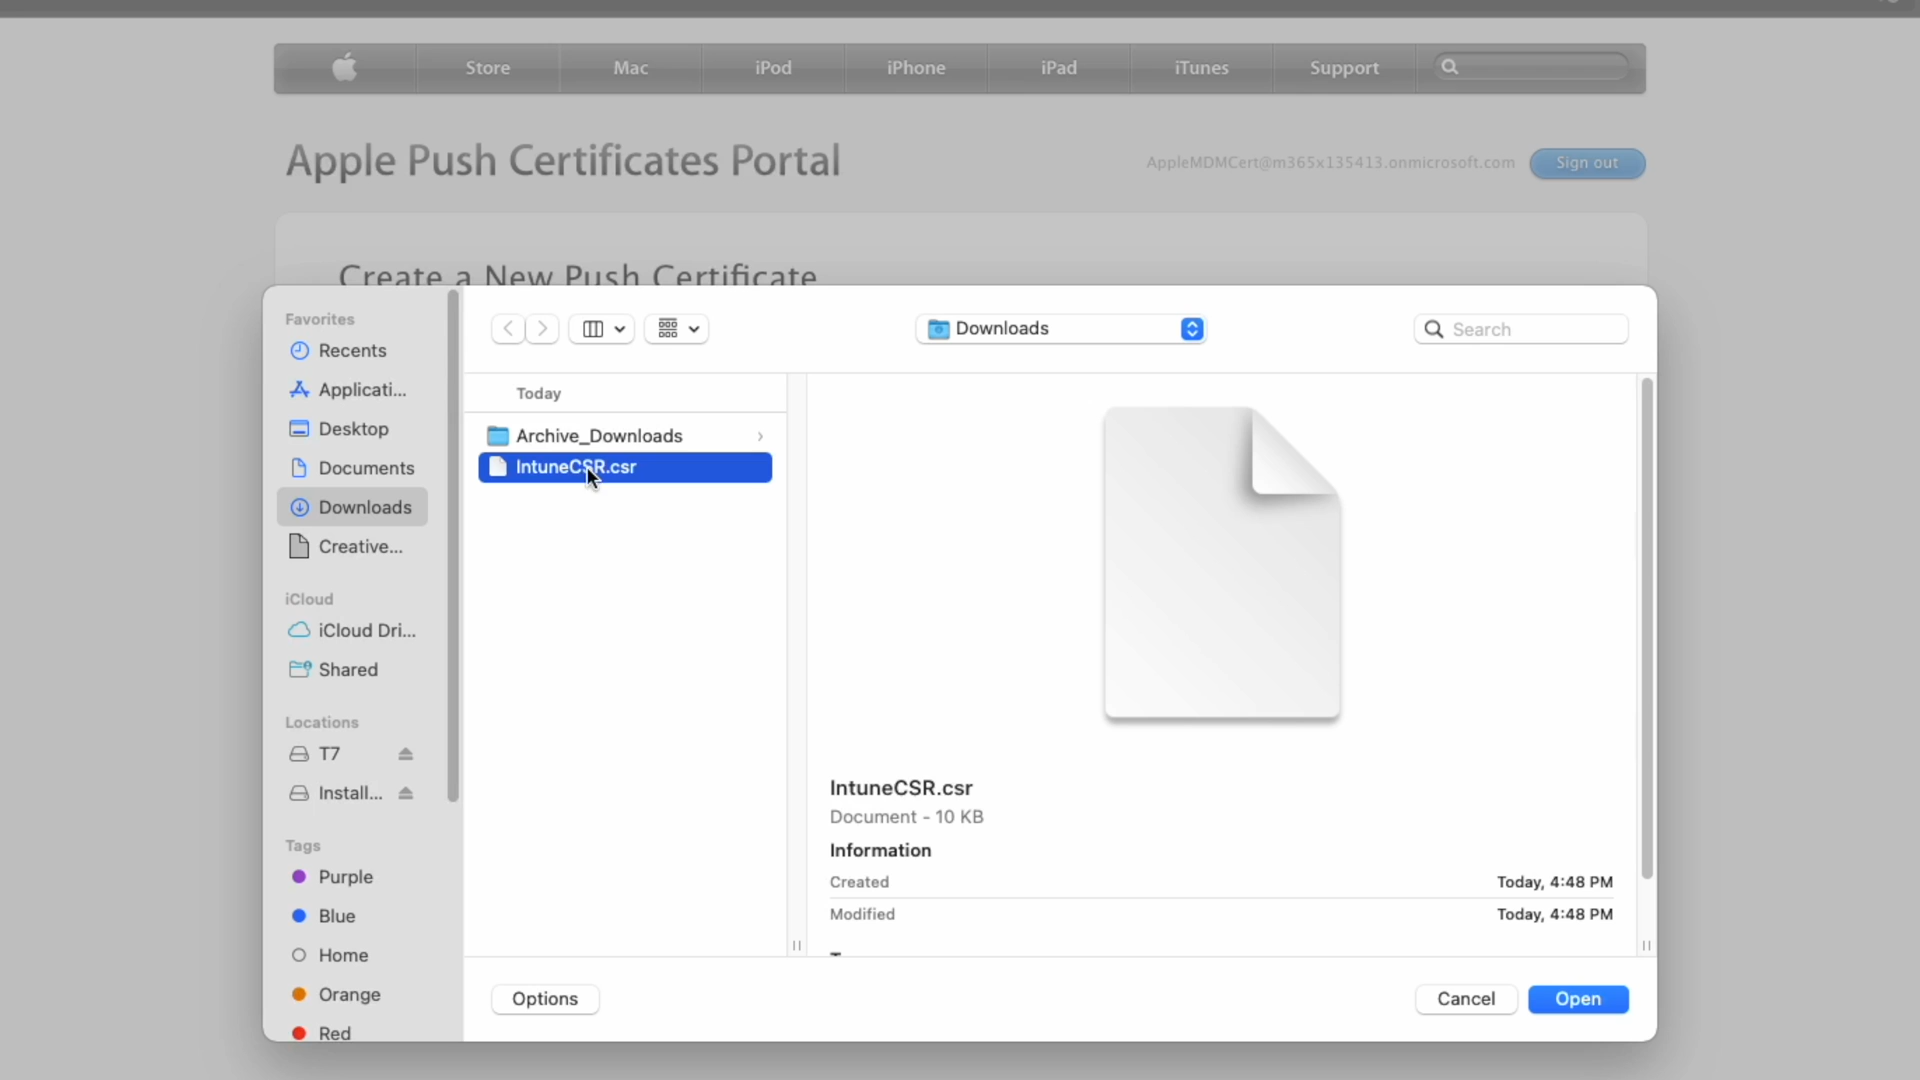 Store
Mac
iPod
iPhone
iPad
iTunes
Support
Apple Push Certificates Portal
AppleMDMCert@m365x135413.onmicrosoft.com
Sign out
Create a New Push Certificate
Favorites
Recents
Applicati...
Desktop
Documents
Downloads
Creative...
iCloud
iCloud Dri...
Shared
Locations
T7
Install...
Tags
Purple
Blue
Home
Orange
Red
Downloads
Search
Today
Archive_Downloads
IntuneCSR.csr
IntuneCSR.csr
Document - 10 KB
Information
Created Today, 4:48 PM
Modified Today, 4:48 PM
Options
Cancel
Open